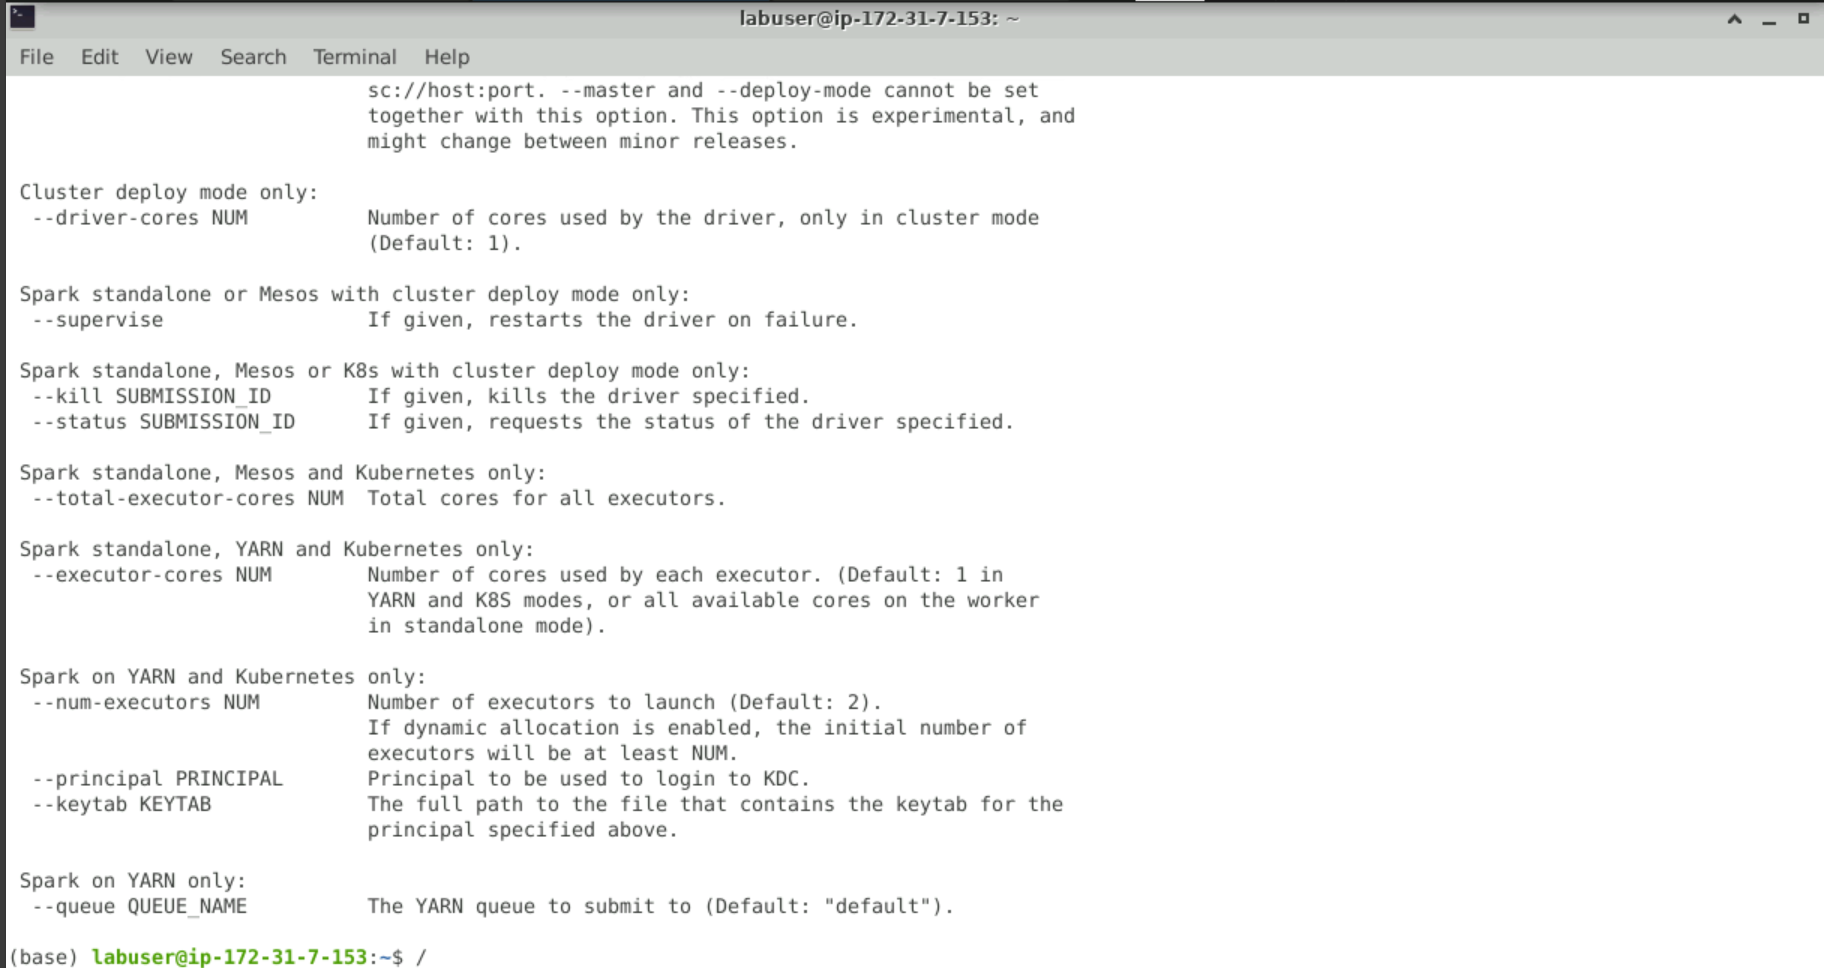 labuser@ip-172-31-7-153: ~
File Edit View Search Terminal Help
sc://host:port. --master and --deploy-mode cannot be set
together with this option. This option is experimental, and
might change between minor releases.
Cluster deploy mode only:
--driver-cores NUM Number of cores used by the driver, only in cluster mode
(Default: 1).
Spark standalone or Mesos with cluster deploy mode only:
--supervise If given, restarts the driver on failure.
Spark standalone, Mesos or K8s with cluster deploy mode only:
--kill SUBMISSION_ID If given, kills the driver specified.
--status SUBMISSION_ID If given, requests the status of the driver specified.
Spark standalone, Mesos and Kubernetes only:
--total-executor-cores NUM Total cores for all executors.
Spark standalone, YARN and Kubernetes only:
--executor-cores NUM Number of cores used by each executor. (Default: 1 in
YARN and K8S modes, or all available cores on the worker
in standalone mode).
Spark on YARN and Kubernetes only:
--num-executors NUM Number of executors to launch (Default: 2).
If dynamic allocation is enabled, the initial number of
executors will be at least NUM.
--principal PRINCIPAL Principal to be used to login to KDC.
--keytab KEYTAB The full path to the file that contains the keytab for the
principal specified above.
Spark on YARN only:
--queue QUEUE_NAME The YARN queue to submit to (Default: "default").
(base) labuser@ip-172-31-7-153:~$ /